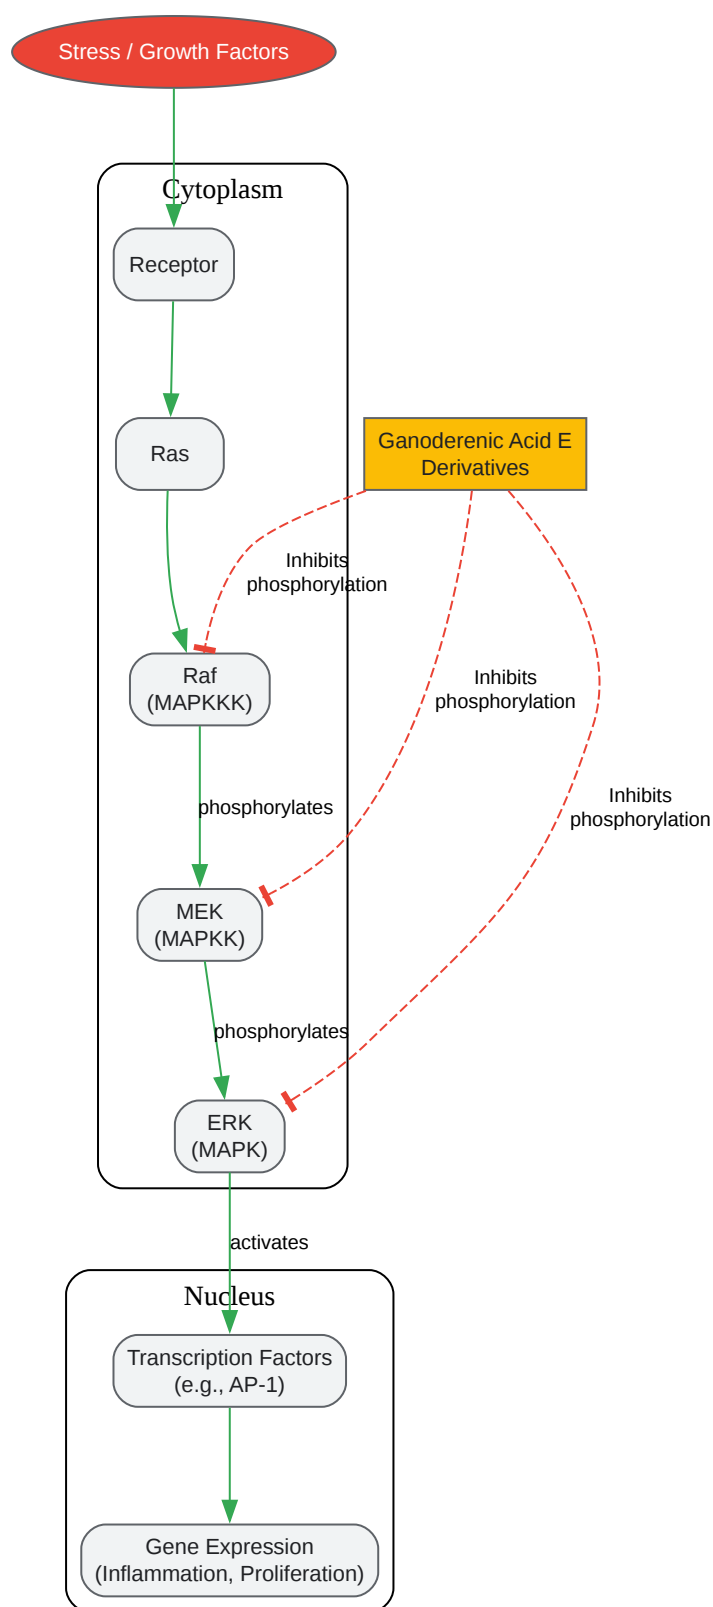 Stress / Growth Factors
Cytoplasm
Receptor
Ras
Ganoderenic Acid E
Derivatives
Inhibits
phosphorylation
Raf
(MAPKKK)
Inhibits
phosphorylation
phosphorylates
Inhibits
phosphorylation
MEK
(MAPKK)
phosphorylates
ERK
(MAPK)
activates
Nucleus
Transcription Factors
(e.g., AP-1)
Gene Expression
(Inflammation, Proliferation)